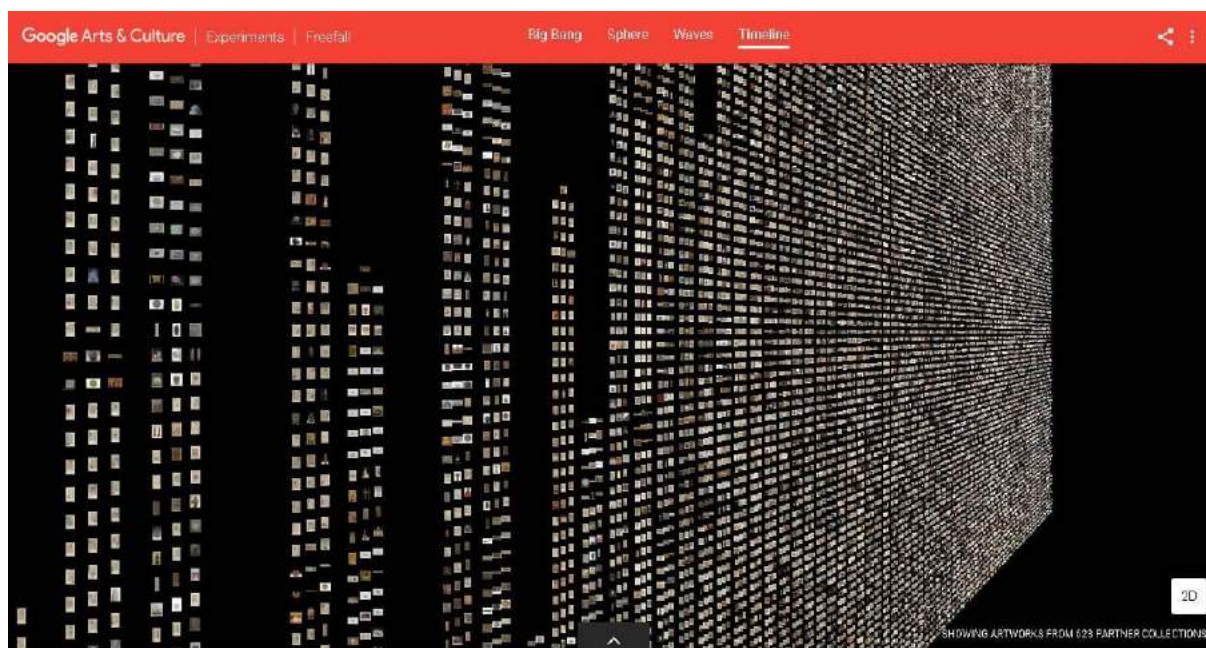 Google Arts & Culture | Experiments | Freefall
Big Bang Sphere Waves Timeline
2D
SHOWING ARTWORKS FROM 623 PARTNER COLLECTIONS